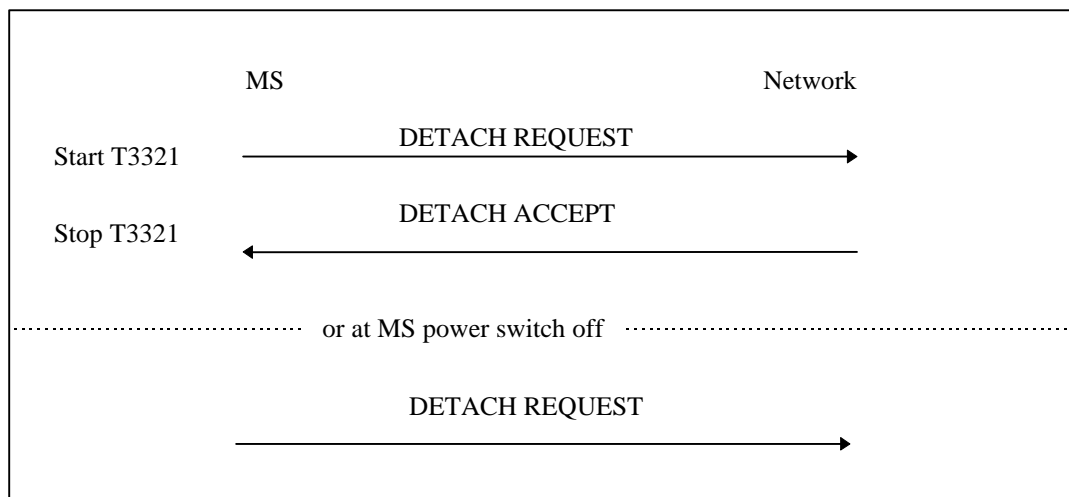 MS Network
DETACH REQUEST
Start T3321
DETACH ACCEPT
Stop T3321
or at MS power switch off
DETACH REQUEST